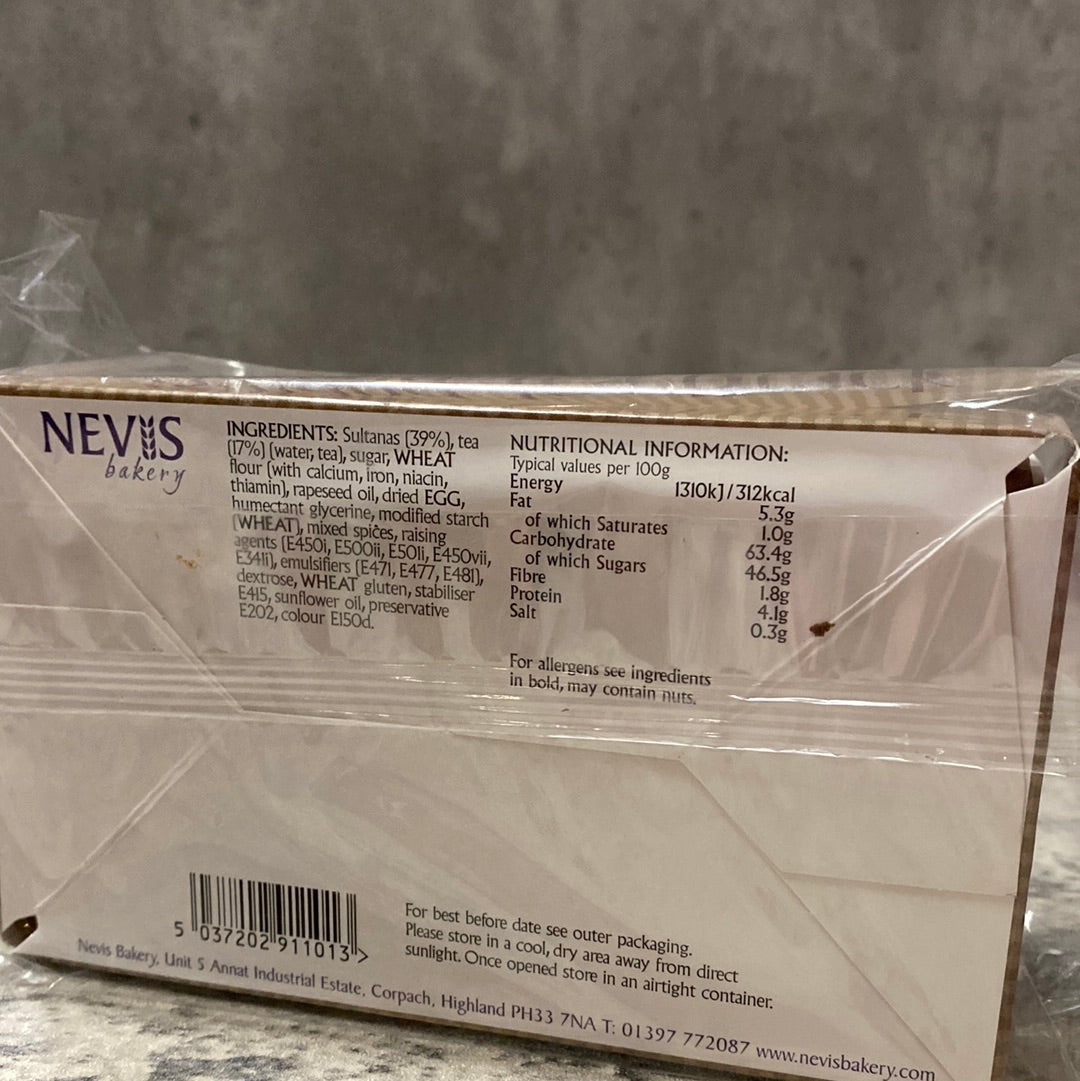 NEVIS
bakery
INGREDIENTS: Sultanas (39%), tea
(17%) (water, tea), sugar, WHEAT
flour (with calcium, iron, niacin,
thiamin), rapeseed oil, dried EGG,
humectant glycerine, modified starch
(WHEAT), mixed spices, raising
agents (E450i, E500ii, E501i, E450vii,
E341i), emulsifiers (E471, E477, E481),
dextrose, WHEAT gluten, stabiliser
E415, sunflower oil, preservative
E202, colour E150d.
NUTRITIONAL INFORMATION:
Typical values per 100g
Energy 1310kJ/312kcal
Fat 5.3g
of which Saturates 1.0g
Carbohydrate 63.4g
of which Sugars 46.5g
Fibre 1.8g
Protein 4.1g
Salt 0.3g
For allergens see ingredients
in bold, may contain nuts.
5 037202 911013 >
For best before date see outer packaging.
Please store in a cool, dry area away from direct
sunlight. Once opened store in an airtight container.
Nevis Bakery, Unit 5 Annat Industrial Estate, Corpach, Highland PH33 7NA T: 01397 772087 www.nevisbakery.com